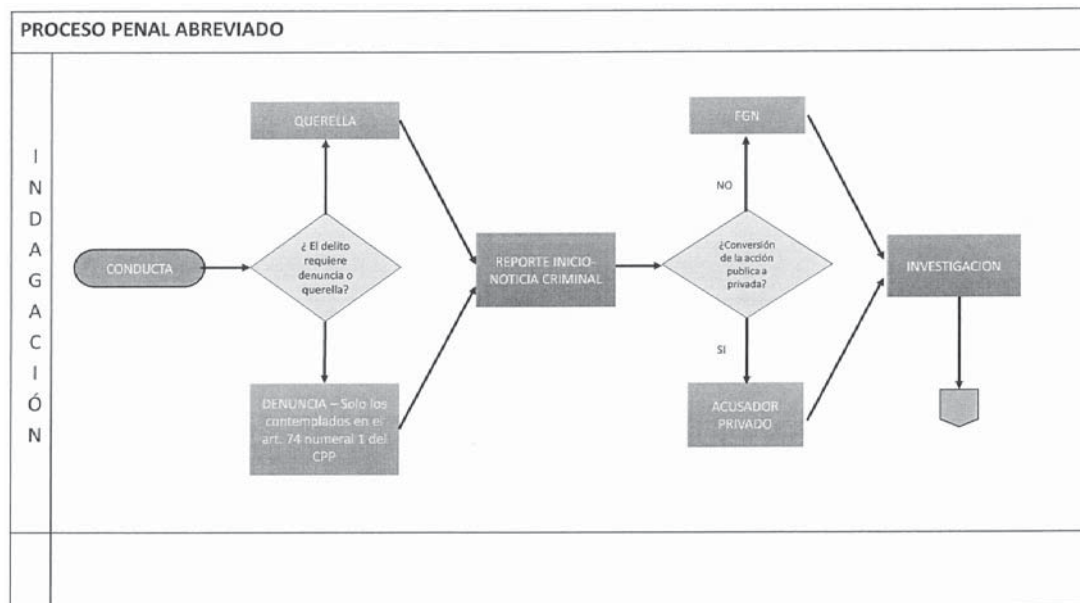 PROCESO PENAL ABREVIADO
I
N
D
A
G
A
C
I
Ó
N
CONDUCTA
QUERELLA
¿ El delito
requiere
denuncia o
querella?
DENUNCIA – Solo los
contemplados en el
art. 74 numeral 1 del
CPP
REPORTE INICIO-
NOTICIA CRIMINAL
FGN
NO
¿Conversión
de la acción
publica a
privada?
SI
ACUSADOR
PRIVADO
INVESTIGACION